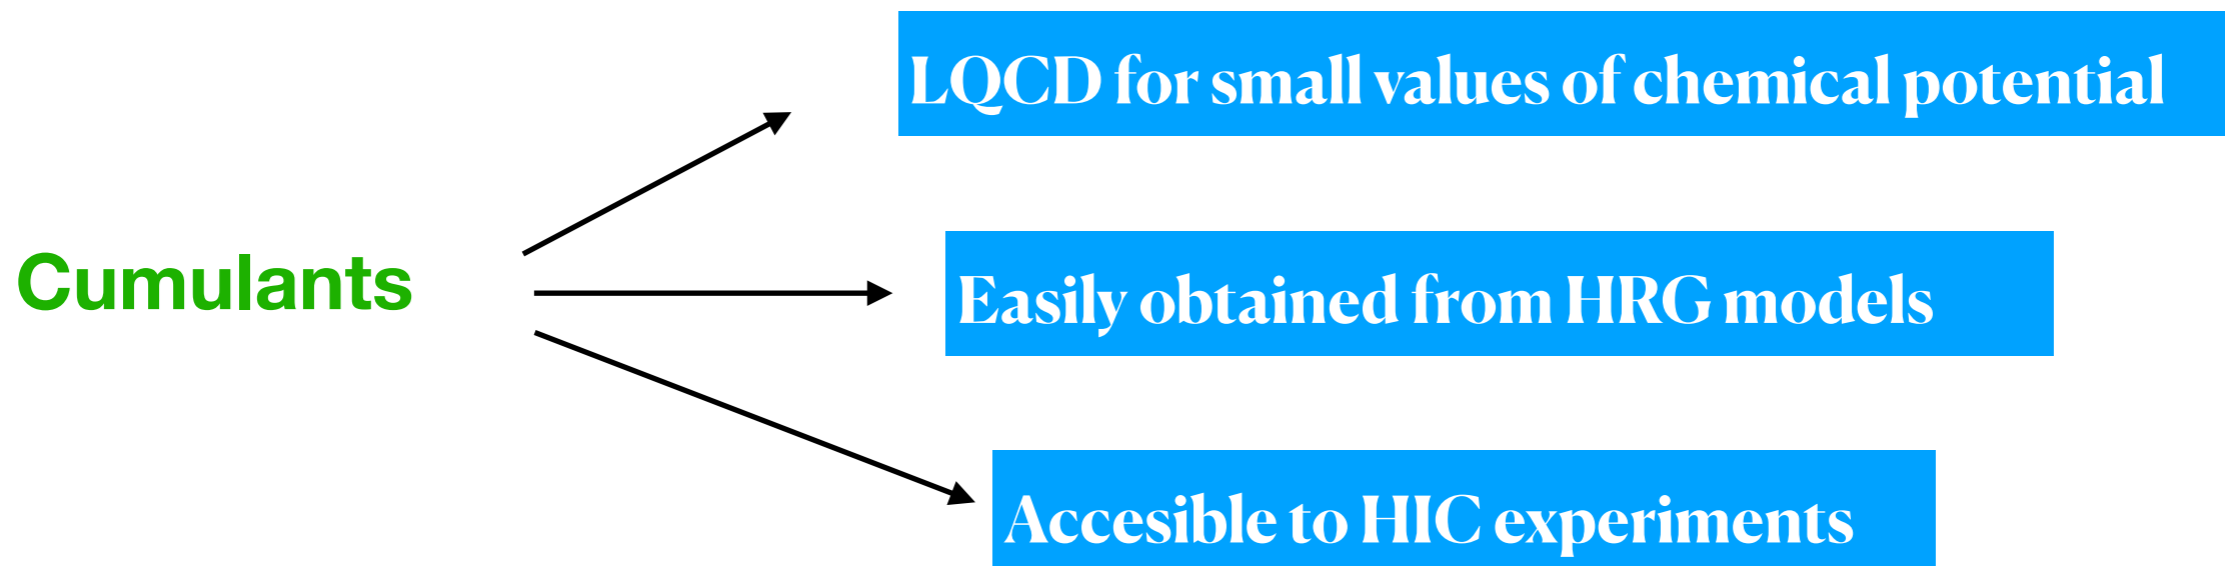 LQCD for small values of chemical potential
Cumulants
Easily obtained from HRG models
Accesible to HIC experiments